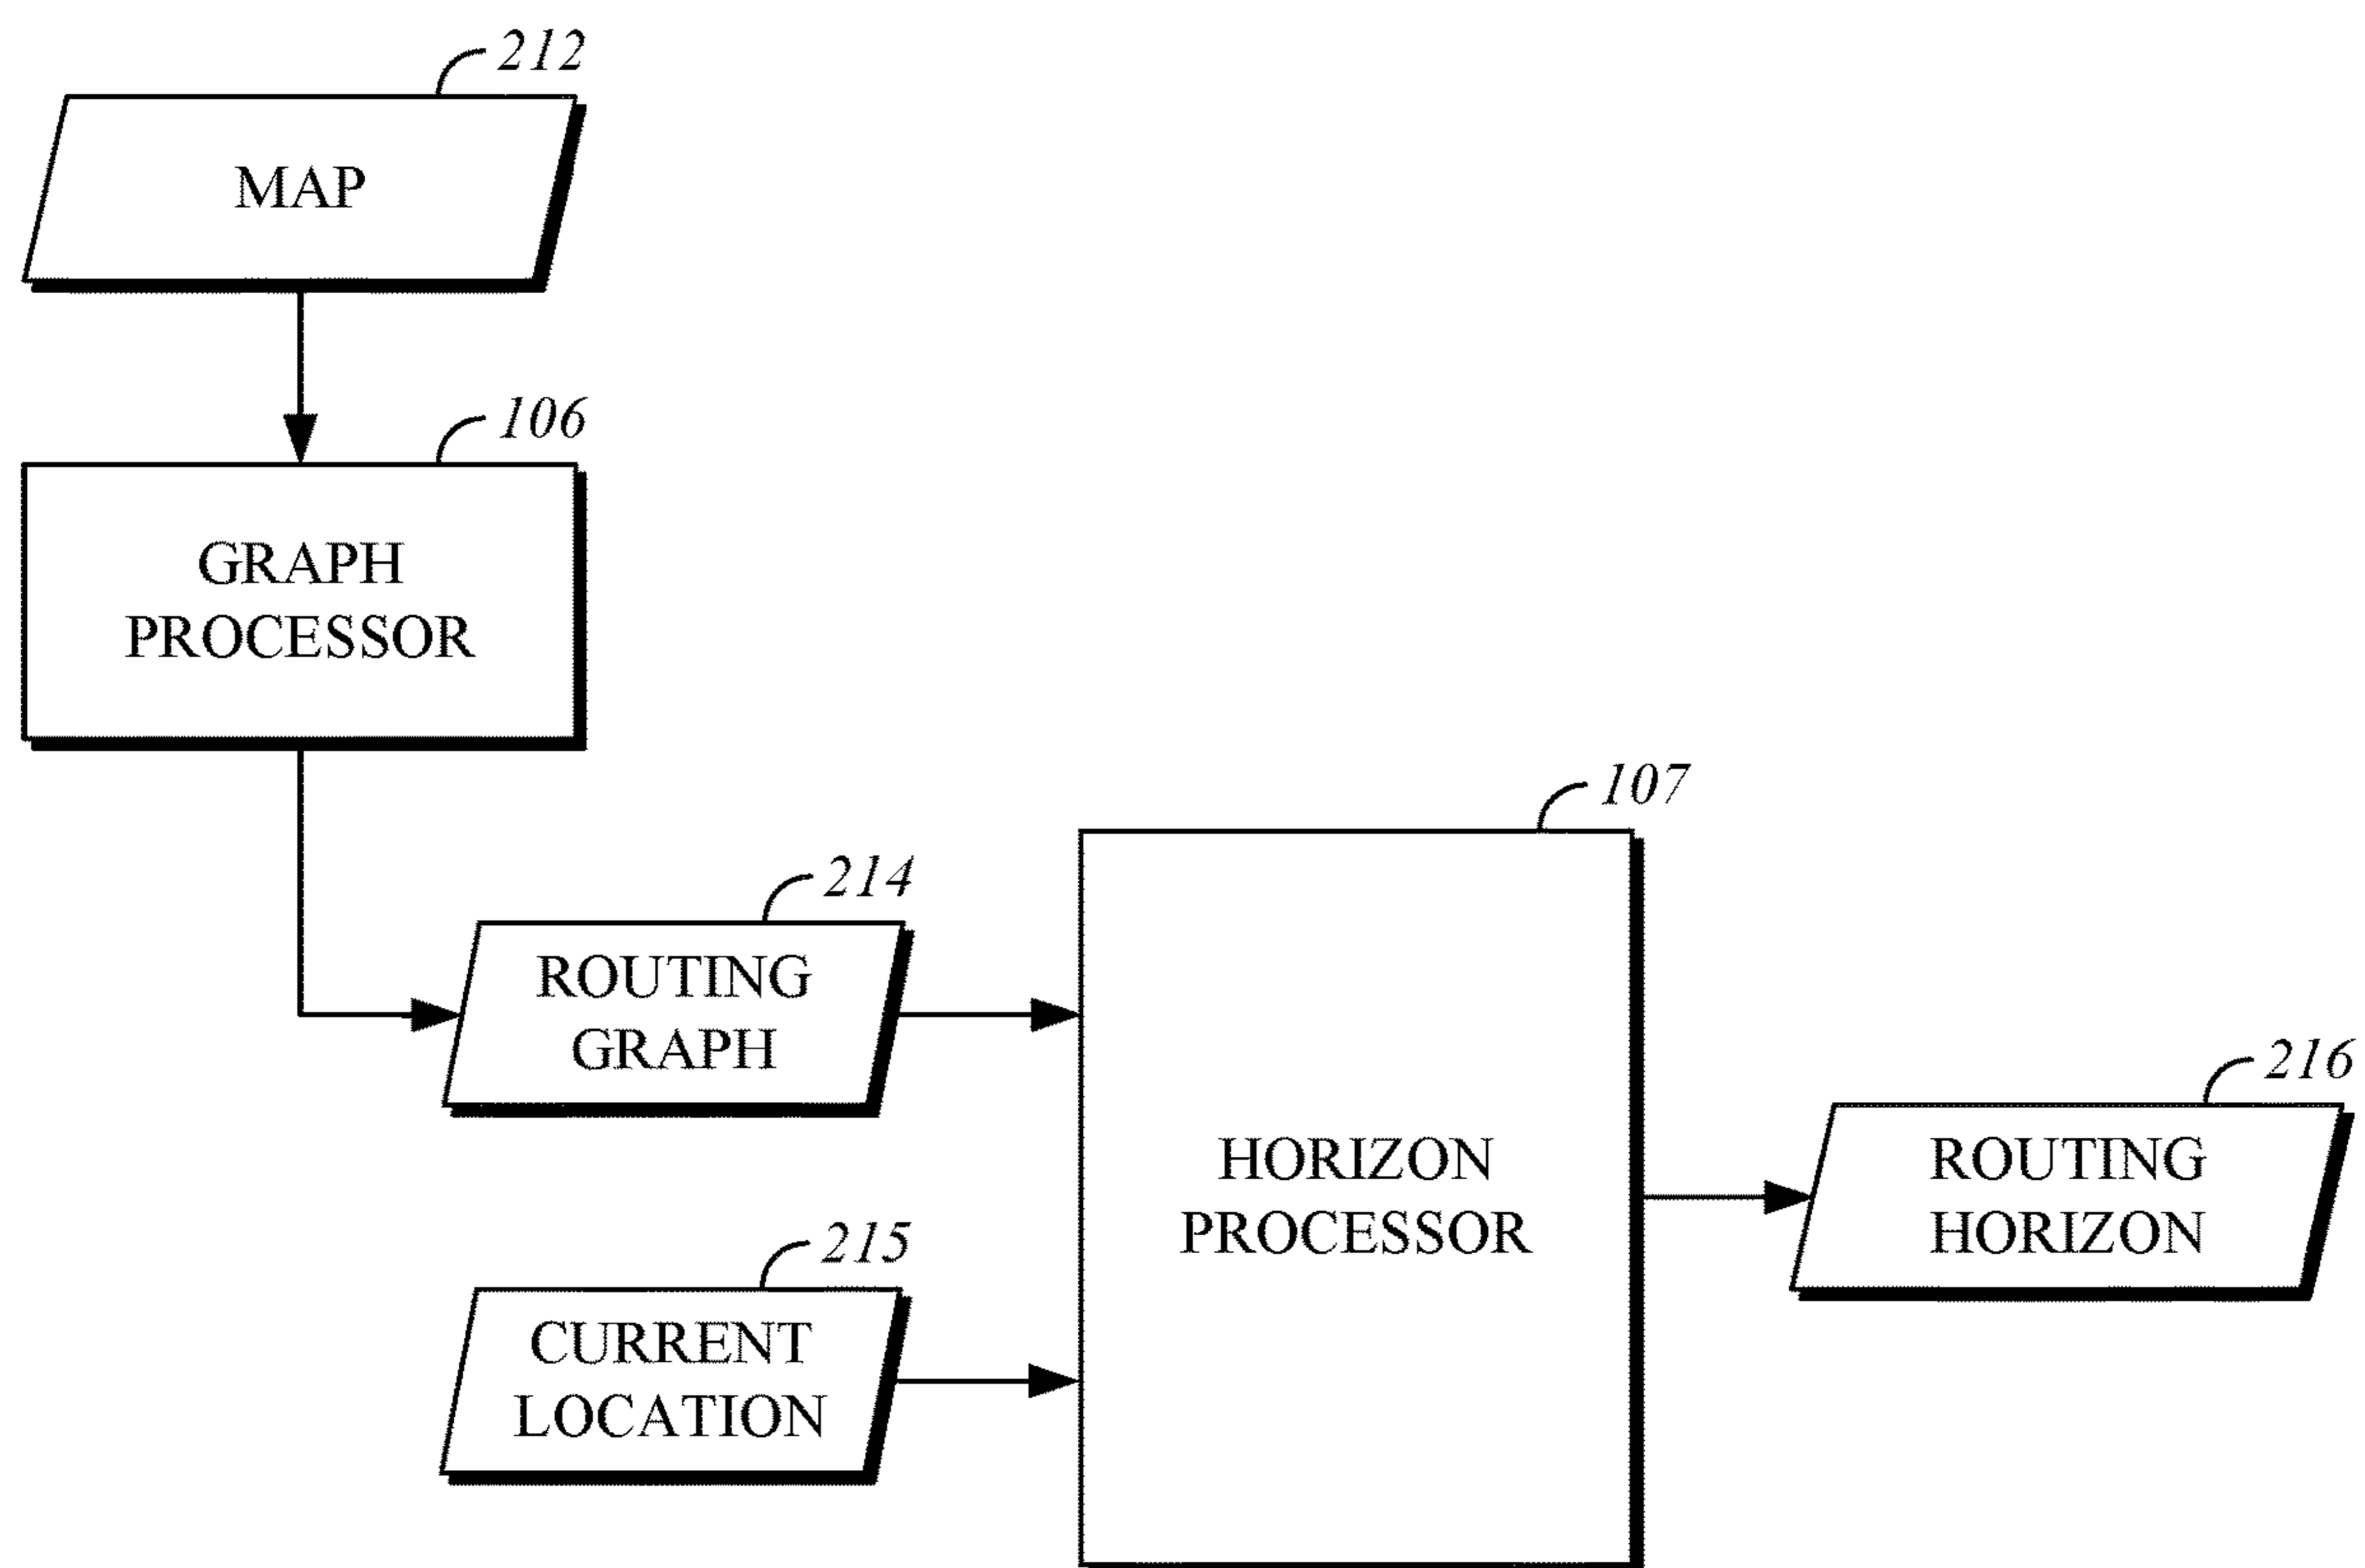 212
MAP
106
GRAPH
PROCESSOR
107
214
ROUTING
GRAPH
215
CURRENT
LOCATION
HORIZON
PROCESSOR
216
ROUTING
HORIZON